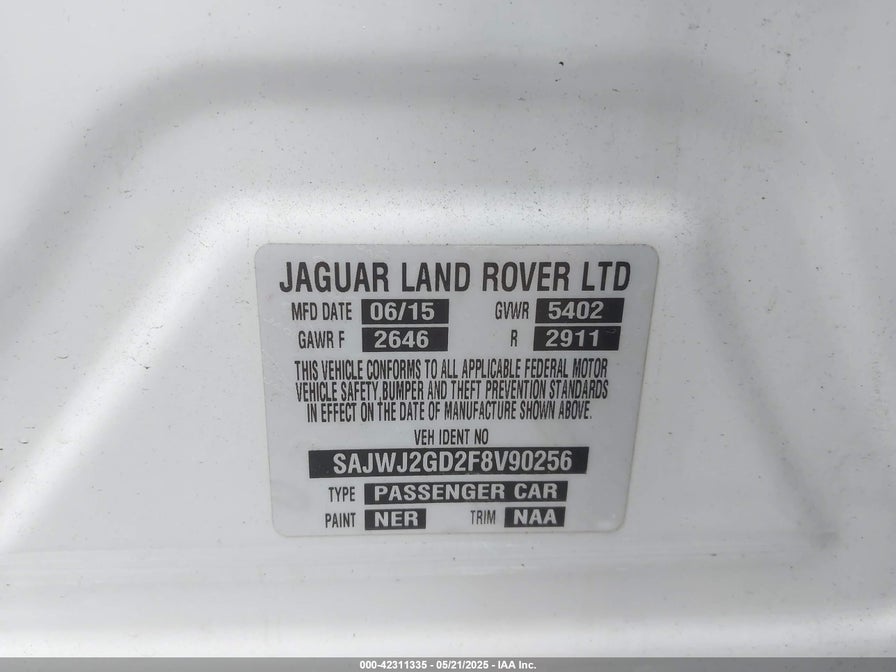 JAGUAR LAND ROVER LTD
MFD DATE 06/15 GVWR 5402
GAWR F 2646 R 2911
THIS VEHICLE CONFORMS TO ALL APPLICABLE FEDERAL MOTOR
VEHICLE SAFETY,BUMPER AND THEFT PREVENTION STANDARDS
IN EFFECT ON THE DATE OF MANUFACTURE SHOWN ABOVE.
VEH IDENT NO
SAJWJ2GD2F8V90256
TYPE PASSENGER CAR
PAINT NER TRIM NAA
000-42311335 - 05/21/2025 - IAA Inc.